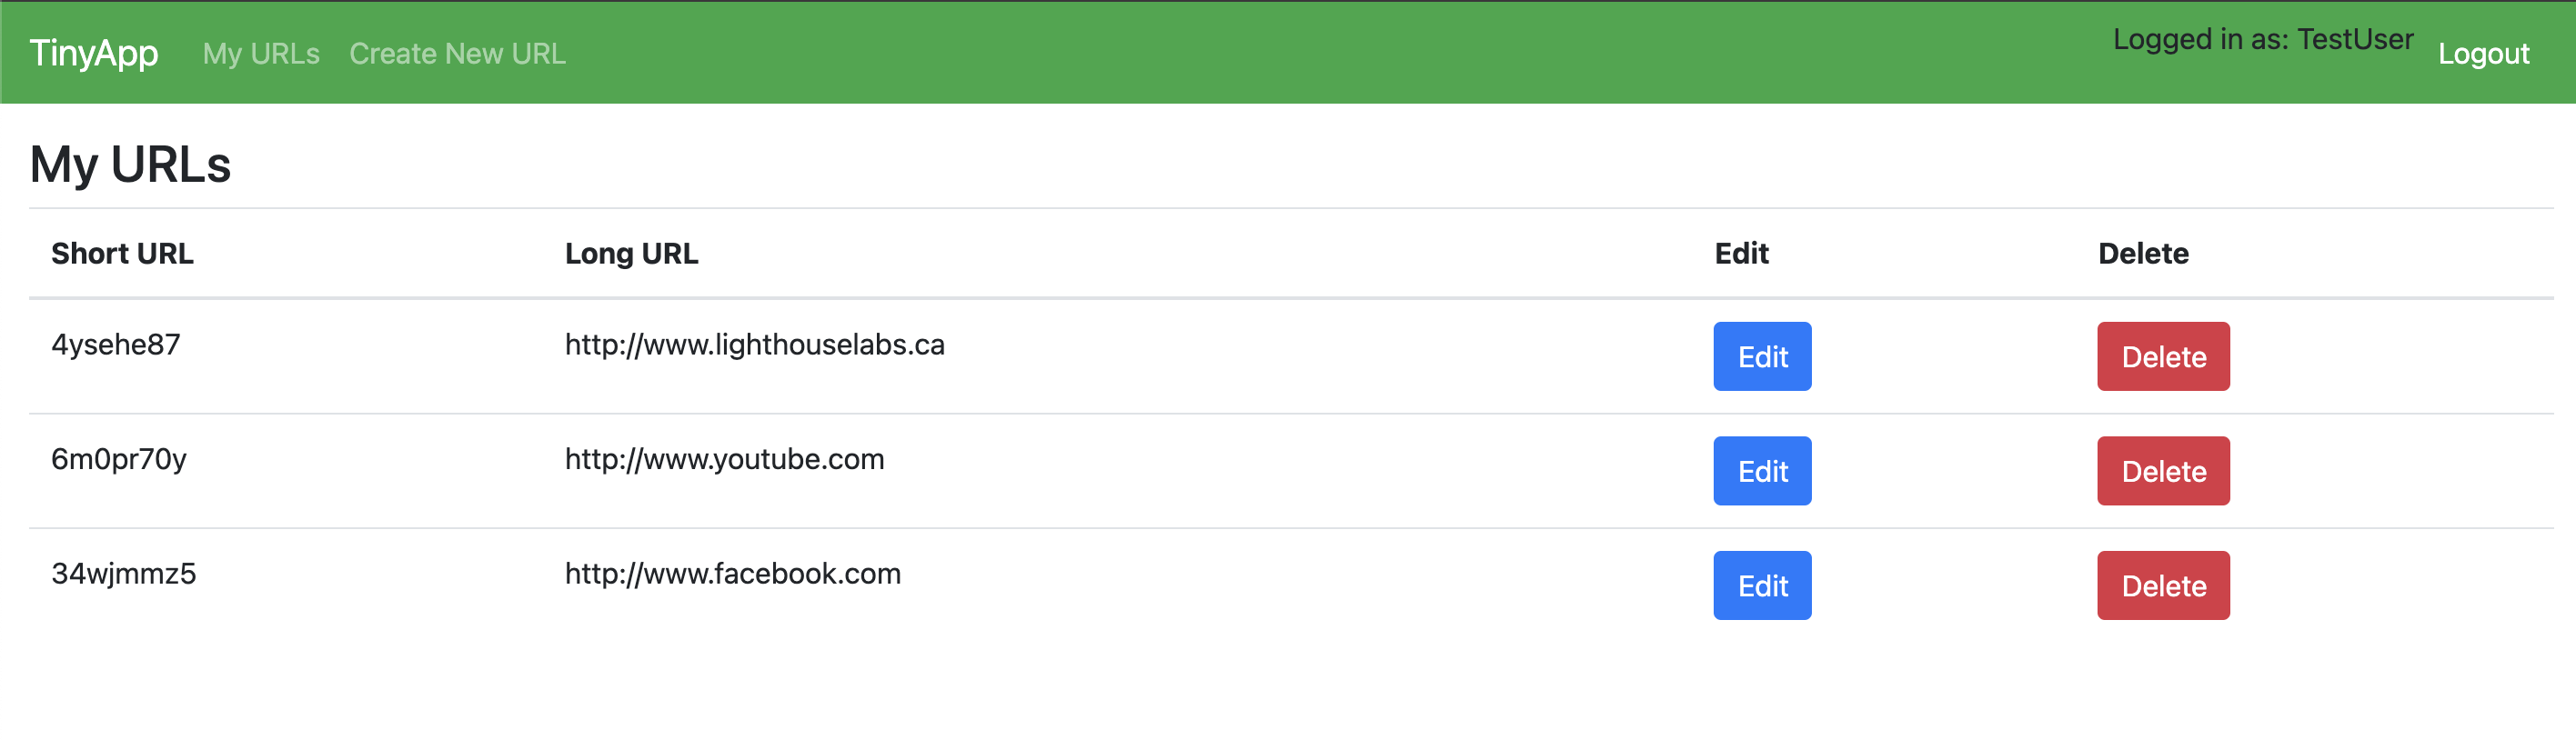 TinyApp My URLs Create New URL Logged in as: TestUser Logout
My URLs
Short URL Long URL Edit Delete
4ysehe87 http://www.lighthouselabs.ca Edit Delete
6m0pr70y http://www.youtube.com Edit Delete
34wjmmz5 http://www.facebook.com Edit Delete